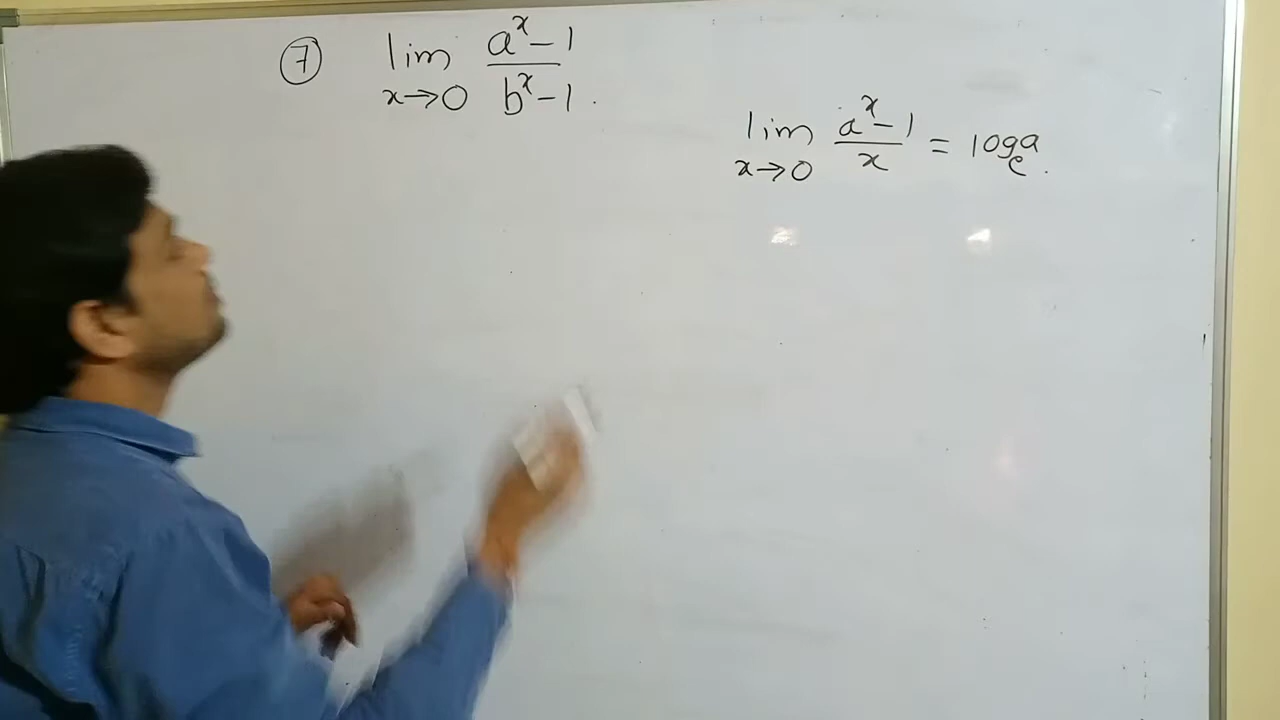 ⑦ lim x→0 (a^x - 1)/(b^x - 1).
lim x→0 (a^x - 1)/x = log_e a.